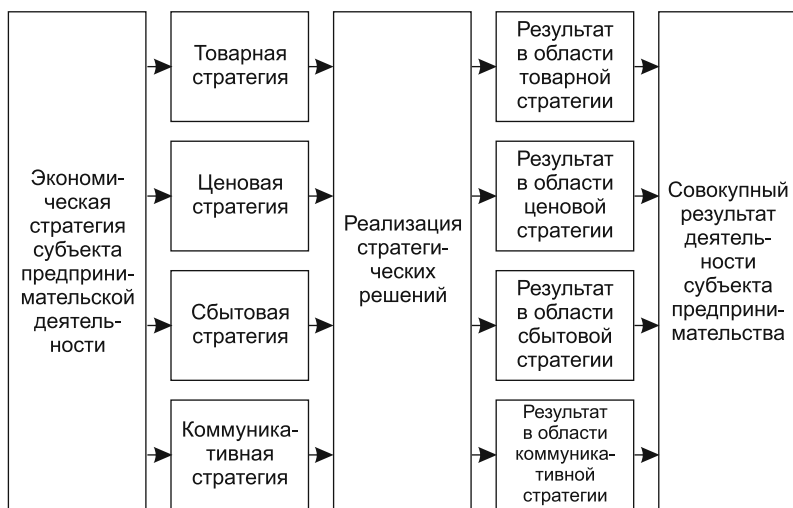 Экономи-
ческая
стратегия
субъекта
предприни-
мательской
деятель-
ности
Товарная
стратегия
Ценовая
стратегия
Сбытовая
стратегия
Коммуника-
тивная
стратегия
Реализация
стратеги-
ческих
решений
Результат
в области
товарной
стратегии
Результат
в области
ценовой
стратегии
Результат
в области
сбытовой
стратегии
Результат
в области
коммуника-
тивной
стратегии
Совокупный
результат
деятель-
ности
субъекта
предприни-
мательства